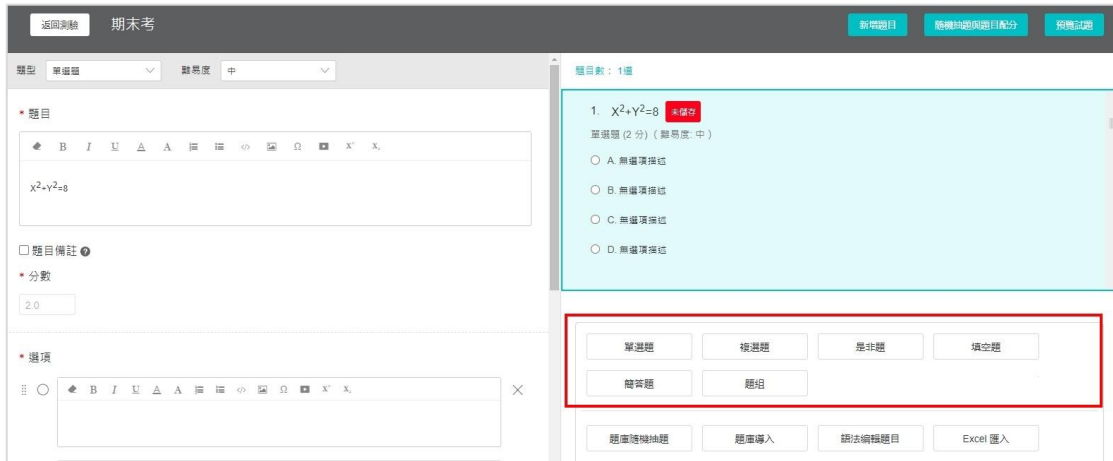 返回測驗 期末考 新增題目 隨機抽題與題目配分 預覽試題
題型 單選題 難易度 中
* 題目
B I U A A </> Ω X² X₂
X²+Y²=8
題目備註
* 分數
2.0
* 選項
B I U A A </> Ω X² X₂
題目數：1道
1. X²+Y²=8 未儲存
單選題 (2 分) ( 難易度: 中 )
A. 無選項描述
B. 無選項描述
C. 無選項描述
D. 無選項描述
單選題 複選題 是非題 填空題
簡答題 題組
題庫隨機抽題 題庫導入 語法編輯題目 Excel 匯入